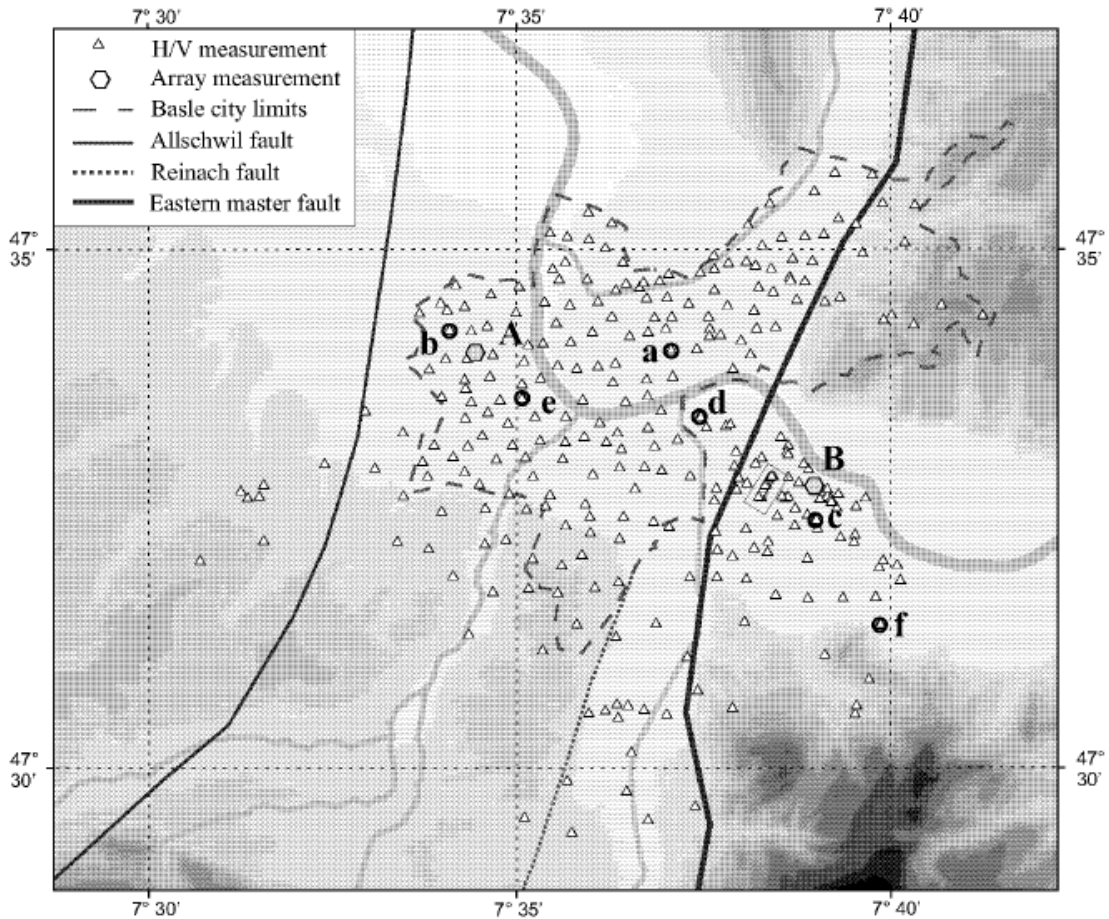 7° 30' 7° 35' 7° 40'
H/V measurement
Array measurement
Basle city limits
Allschwil fault
Reinach fault
Eastern master fault
47° 47°
35' 35'
b A a
e d
B
c
f
47° 47°
30' 30'
7° 30' 7° 35' 7° 40'